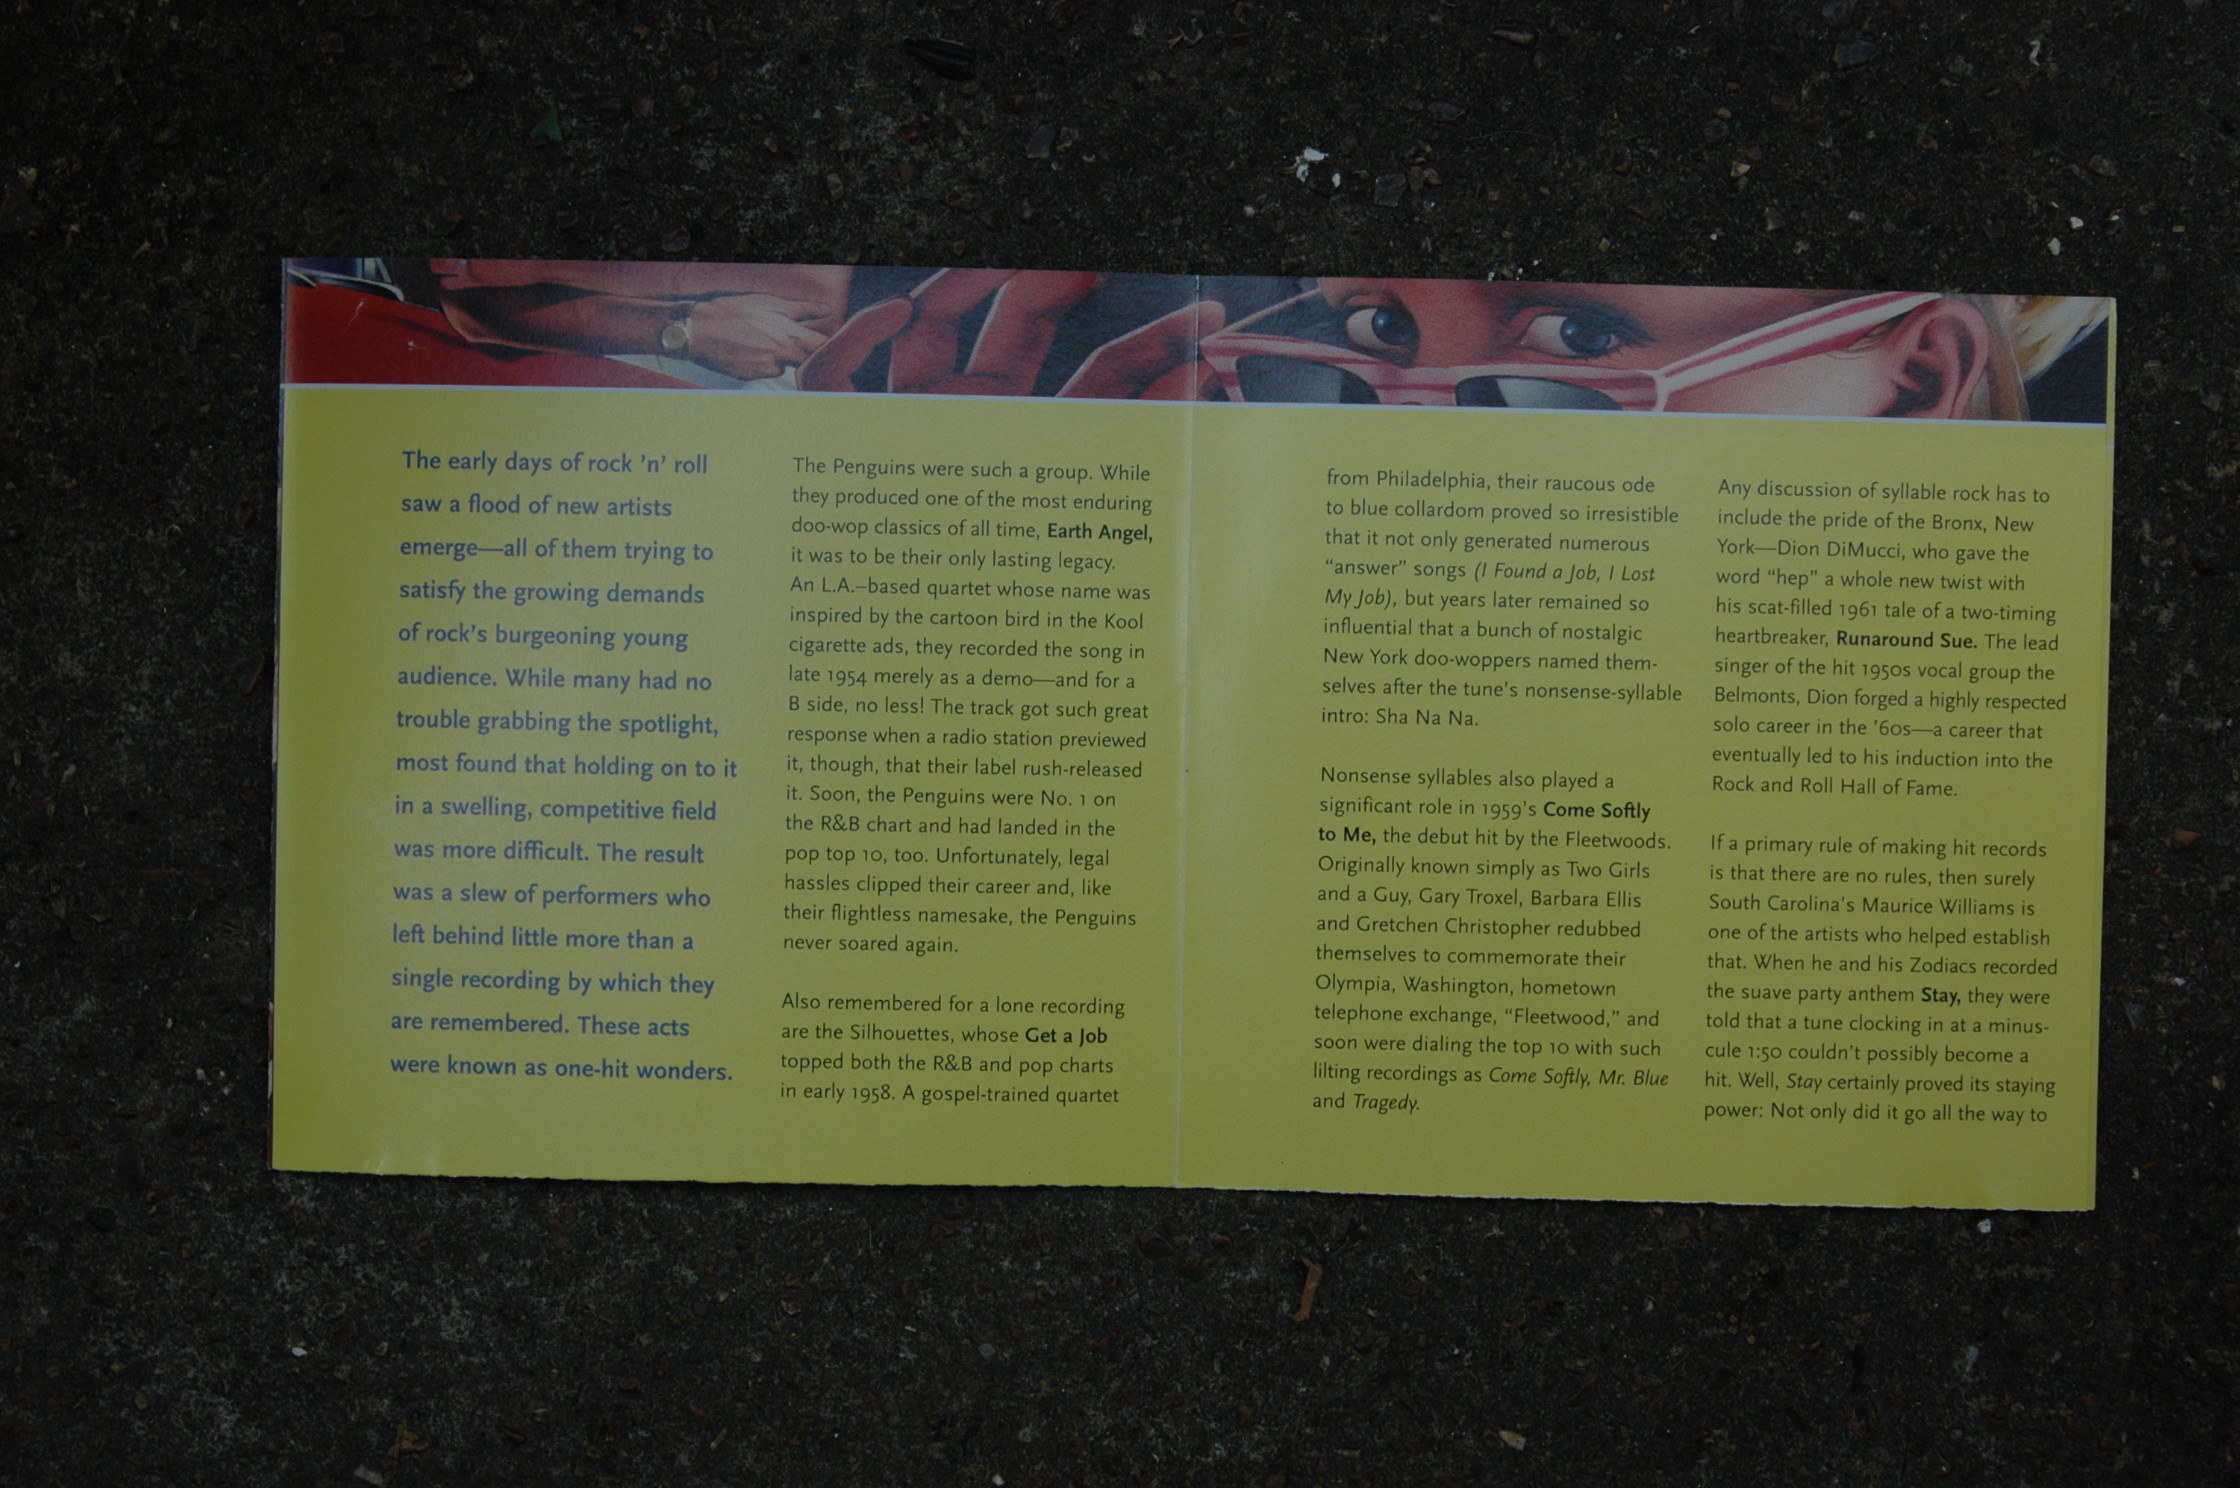 The early days of rock ’n’ roll
saw a flood of new artists
emerge—all of them trying to
satisfy the growing demands
of rock’s burgeoning young
audience. While many had no
trouble grabbing the spotlight,
most found that holding on to it
in a swelling, competitive field
was more difficult. The result
was a slew of performers who
left behind little more than a
single recording by which they
are remembered. These acts
were known as one-hit wonders.
The Penguins were such a group. While
they produced one of the most enduring
doo-wop classics of all time, Earth Angel,
it was to be their only lasting legacy.
An L.A.–based quartet whose name was
inspired by the cartoon bird in the Kool
cigarette ads, they recorded the song in
late 1954 merely as a demo—and for a
B side, no less! The track got such great
response when a radio station previewed
it, though, that their label rush-released
it. Soon, the Penguins were No. 1 on
the R&B chart and had landed in the
pop top 10, too. Unfortunately, legal
hassles clipped their career and, like
their flightless namesake, the Penguins
never soared again.
Also remembered for a lone recording
are the Silhouettes, whose Get a Job
topped both the R&B and pop charts
in early 1958. A gospel-trained quartet
from Philadelphia, their raucous ode
to blue collardom proved so irresistible
that it not only generated numerous
“answer” songs (I Found a Job, I Lost
My Job), but years later remained so
influential that a bunch of nostalgic
New York doo-woppers named them-
selves after the tune’s nonsense-syllable
intro: Sha Na Na.
Nonsense syllables also played a
significant role in 1959’s Come Softly
to Me, the debut hit by the Fleetwoods.
Originally known simply as Two Girls
and a Guy, Gary Troxel, Barbara Ellis
and Gretchen Christopher redubbed
themselves to commemorate their
Olympia, Washington, hometown
telephone exchange, “Fleetwood,” and
soon were dialing the top 10 with such
lilting recordings as Come Softly, Mr. Blue
and Tragedy.
Any discussion of syllable rock has to
include the pride of the Bronx, New
York—Dion DiMucci, who gave the
word “hep” a whole new twist with
his scat-filled 1961 tale of a two-timing
heartbreaker, Runaround Sue. The lead
singer of the hit 1950s vocal group the
Belmonts, Dion forged a highly respected
solo career in the ’60s—a career that
eventually led to his induction into the
Rock and Roll Hall of Fame.
If a primary rule of making hit records
is that there are no rules, then surely
South Carolina’s Maurice Williams is
one of the artists who helped establish
that. When he and his Zodiacs recorded
the suave party anthem Stay, they were
told that a tune clocking in at a minus-
cule 1:50 couldn’t possibly become a
hit. Well, Stay certainly proved its staying
power: Not only did it go all the way to